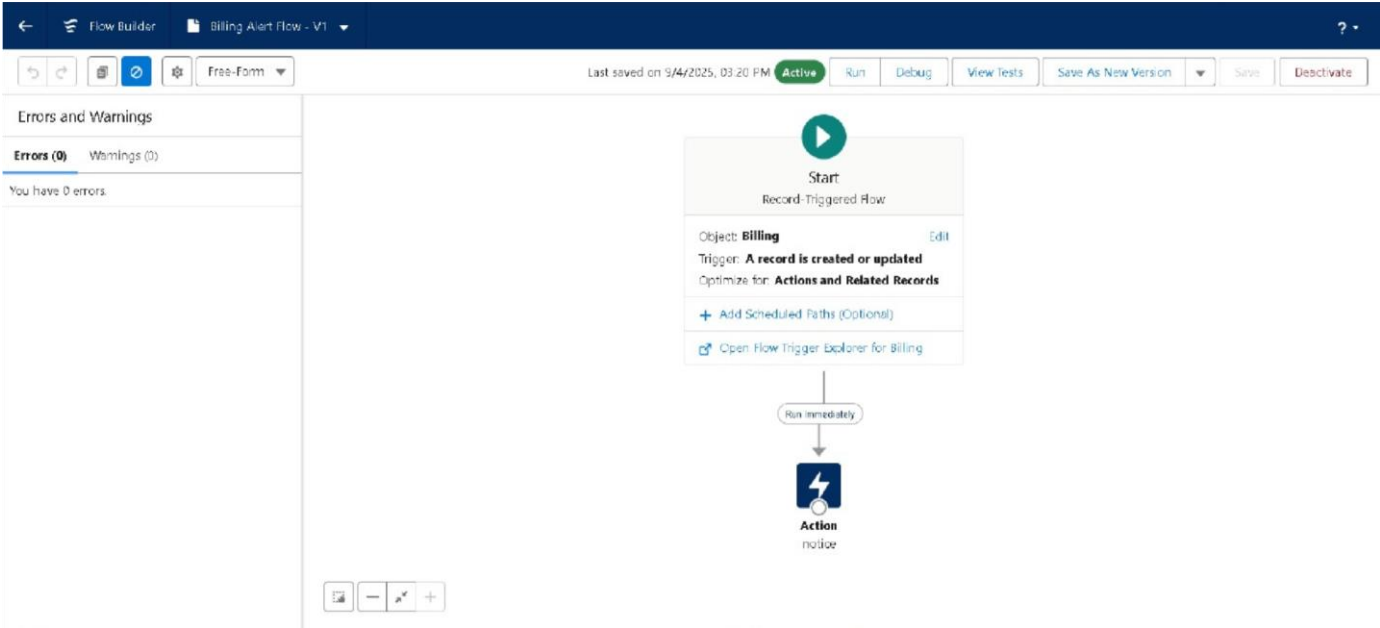 Flow Builder Billing Alert Flow - V1 ?
Free-Form Last saved on 9/4/2025, 03:20 PM Active Run Debug View Tests Save As New Version Save Deactivate
Errors and Warnings
Errors (0) Warnings (0)
You have 0 errors.
Start
Record-Triggered Flow
Object: Billing Edit
Trigger: A record is created or updated
Optimize for: Actions and Related Records
+ Add Scheduled Paths (Optional)
Open Flow Trigger Explorer for Billing
Run Immediately
Action
notice